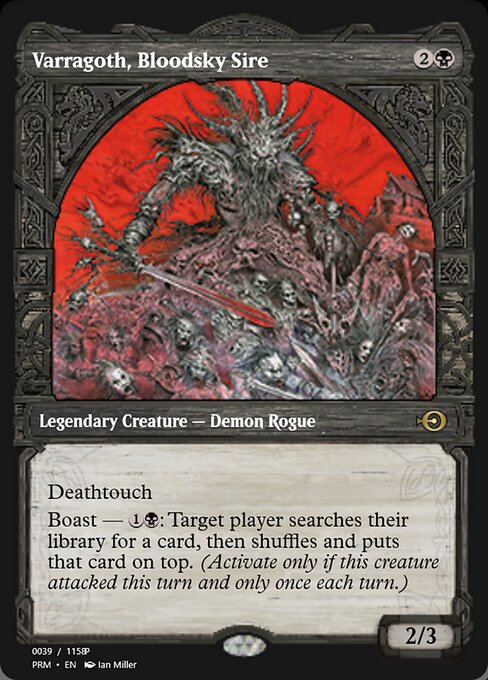 Varragoth, Bloodsky Sire 2
Legendary Creature — Demon Rogue
Deathtouch
Boast — 1: Target player searches their
library for a card, then shuffles and puts
that card on top. (Activate only if this creature
attacked this turn and only once each turn.)
2/3
0039 / 1158P
PRM • EN Ian Miller